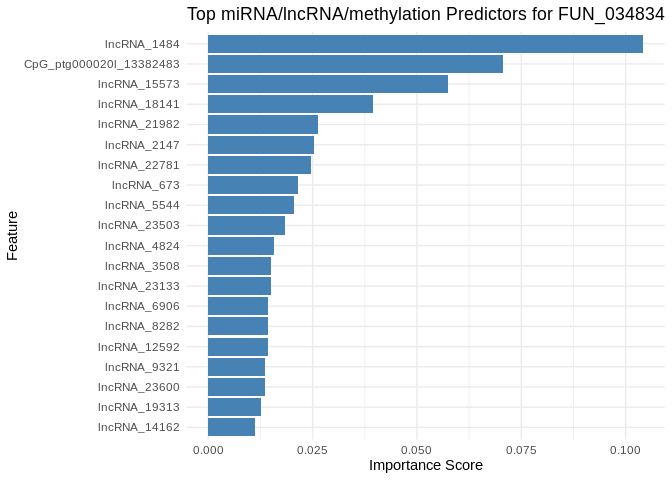 Top miRNA/lncRNA/methylation Predictors for FUN_034834
lncRNA_1484
CpG_ptg000020l_13382483
lncRNA_15573
lncRNA_18141
lncRNA_21982
lncRNA_2147
lncRNA_22781
lncRNA_673
lncRNA_5544
lncRNA_23503
lncRNA_4824
lncRNA_3508
lncRNA_23133
lncRNA_6906
lncRNA_8282
lncRNA_12592
lncRNA_9321
lncRNA_23600
lncRNA_19313
lncRNA_14162
Feature
0.000 0.025 0.050 0.075 0.100
Importance Score